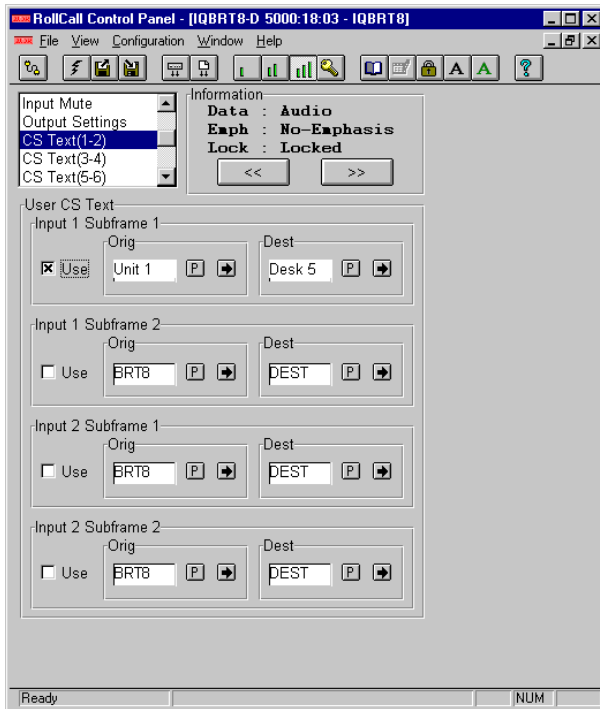 RollCall Control Panel - [IQBRT8-D 5000:18:03 - IQBRT8]
File View Configuration Window Help
A A ?
Input Mute
Output Settings
CS Text(1-2)
CS Text(3-4)
CS Text(5-6)
Information
Data : Audio
Emph : No-Emphasis
Lock : Locked
<< >>
User CS Text
Input 1 Subframe 1
Orig Dest
Use Unit 1 P Desk 5 P
Input 1 Subframe 2
Orig Dest
Use BRT8 P DEST P
Input 2 Subframe 1
Orig Dest
Use BRT8 P DEST P
Input 2 Subframe 2
Orig Dest
Use BRT8 P DEST P
Ready NUM